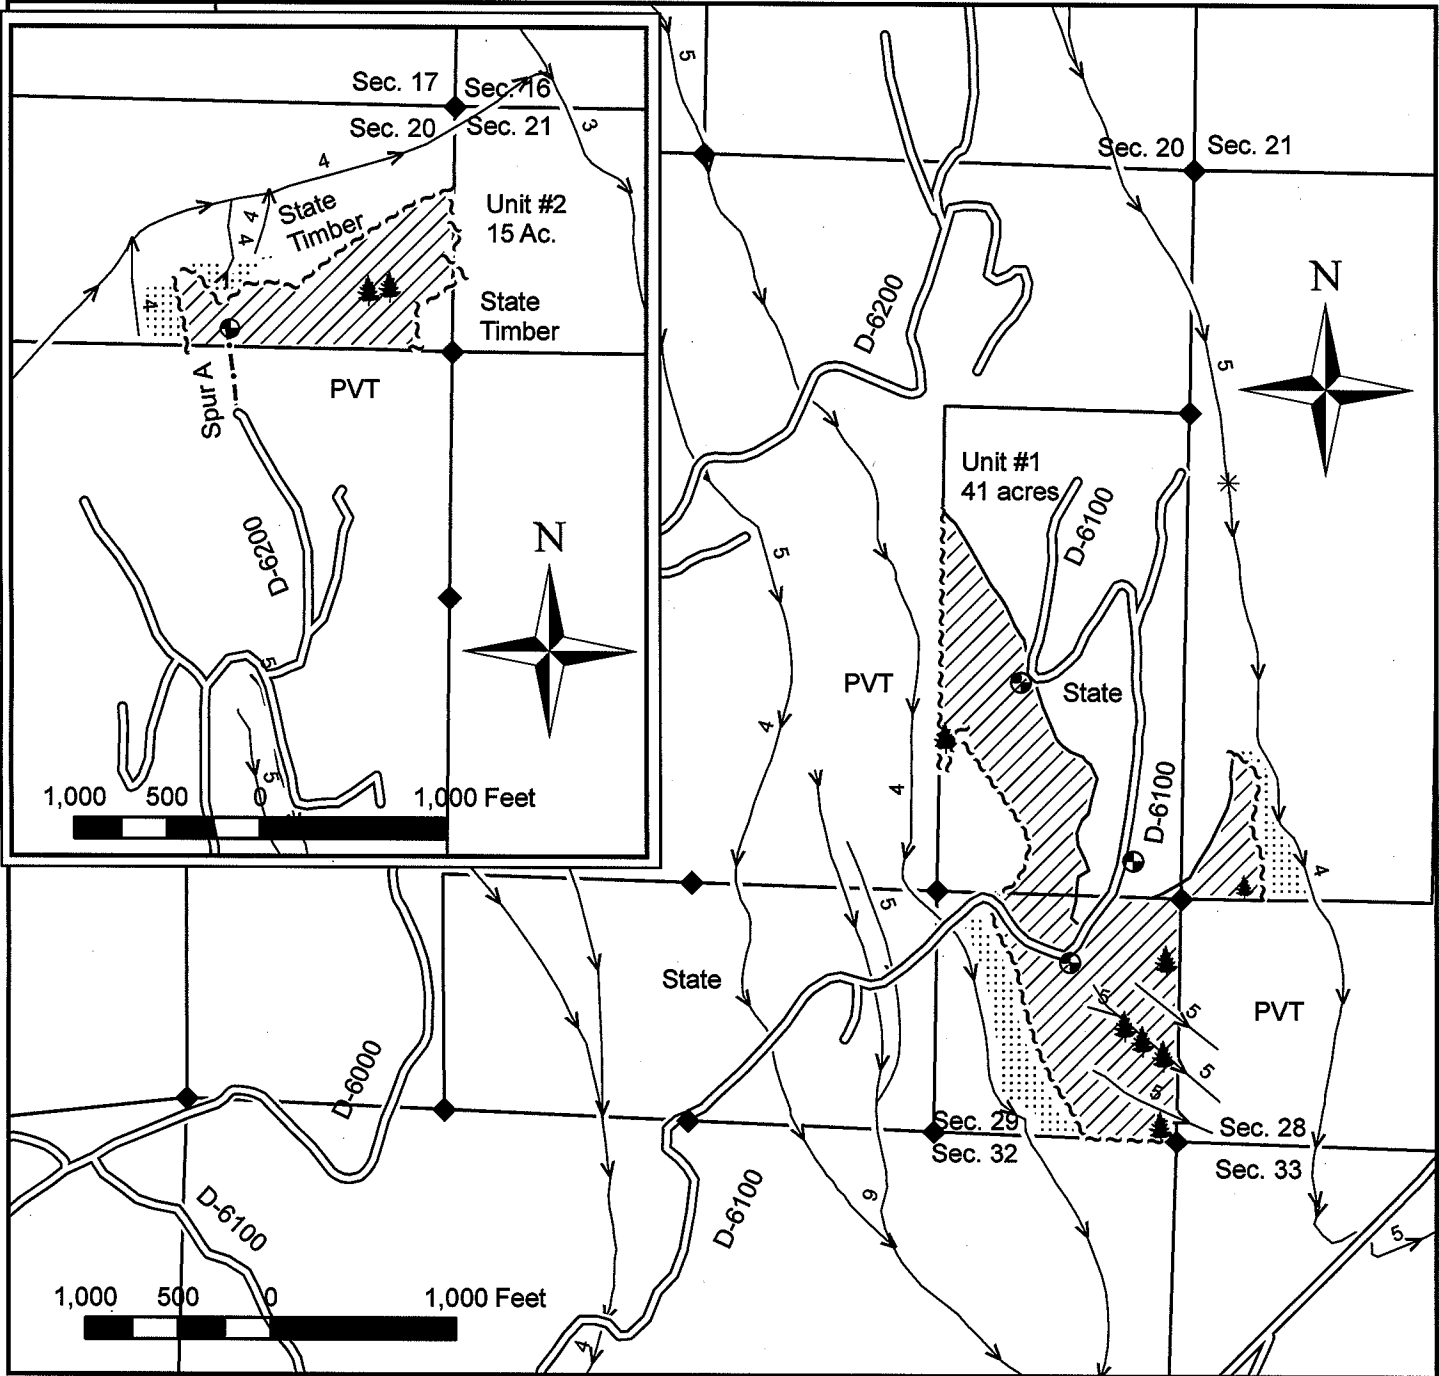 Sec. 17
Sec. 16
Sec. 20
Sec. 21
3
4
State
Timber
4
4
4
Unit #2
15 Ac.
State
Timber
PVT
Spur A
D-6200
N
5
5
1,000 500 0 1,000 Feet
5
Sec. 20
Sec. 21
D-6200
N
5
Unit #1
41 acres
D-6100
5
PVT
State
4
4
D-6100
4
5
State
5
5
PVT
5
5
D-6000
Sec. 29
Sec. 28
Sec. 32
Sec. 33
D-6100
D-6100
6
5
1,000 500 0 1,000 Feet
4